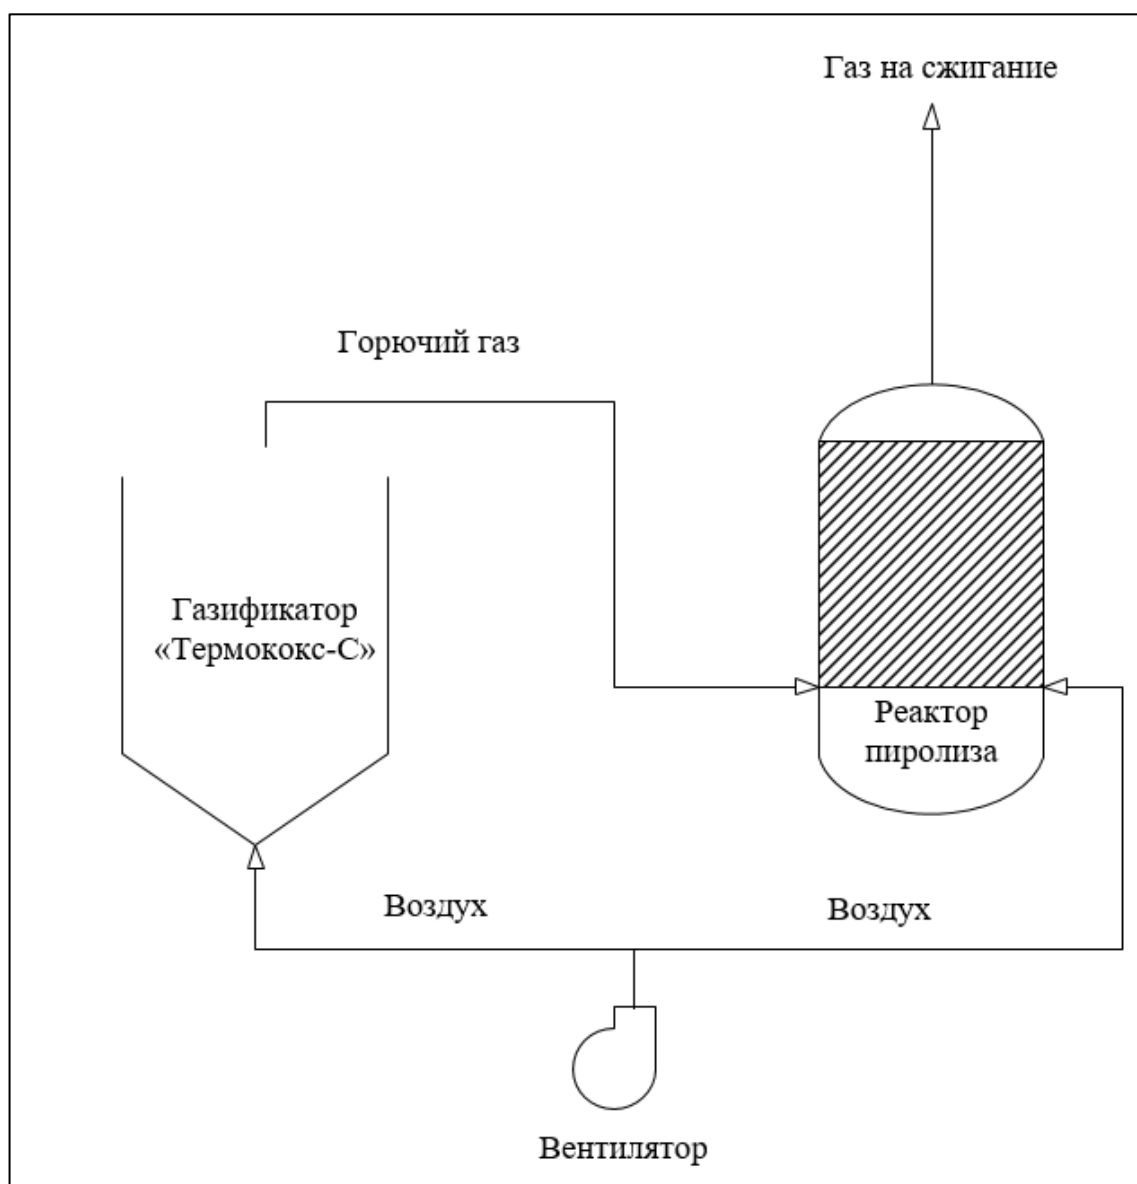 Газ на сжигание
Горючий газ
Газификатор
«Термококс-С»
Реактор
пиролиза
Воздух
Воздух
Вентилятор